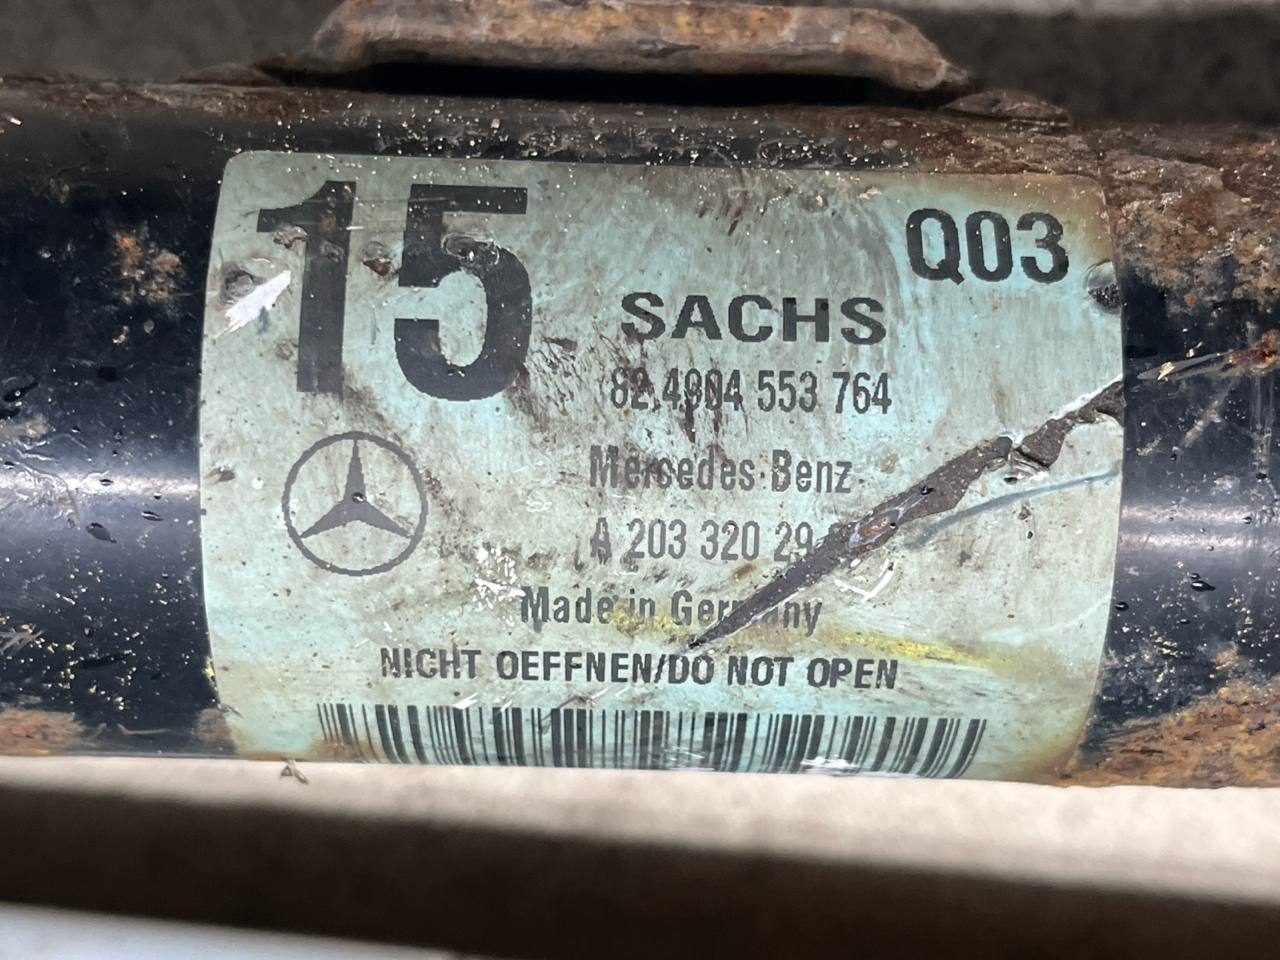 15
Q03
SACHS
82 4904 553 764
Mercedes-Benz
A 203 320 29
Made in Germany
NICHT OEFFNEN/DO NOT OPEN